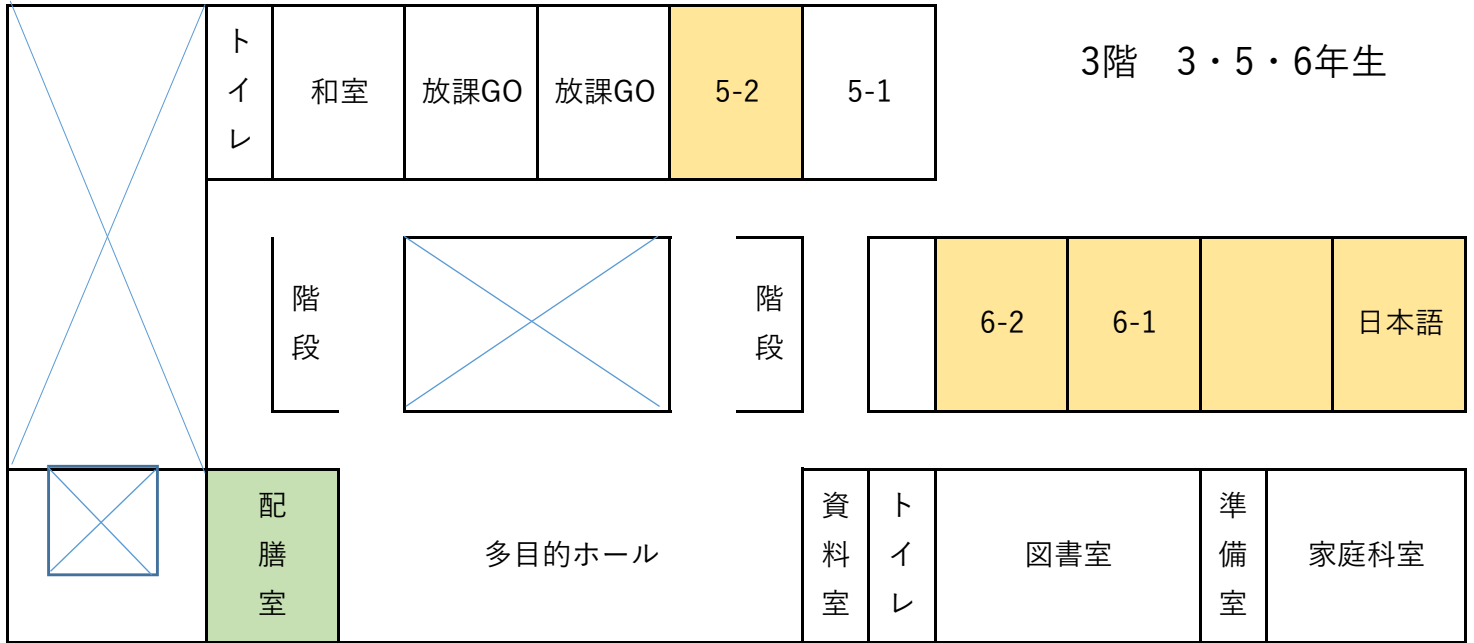 3階　3・5・6年生
トイレ
和室
放課GO
放課GO
5-2
5-1
階段
階段
6-2
6-1
日本語
配膳室
多目的ホール
資料室
トイレ
図書室
準備室
家庭科室